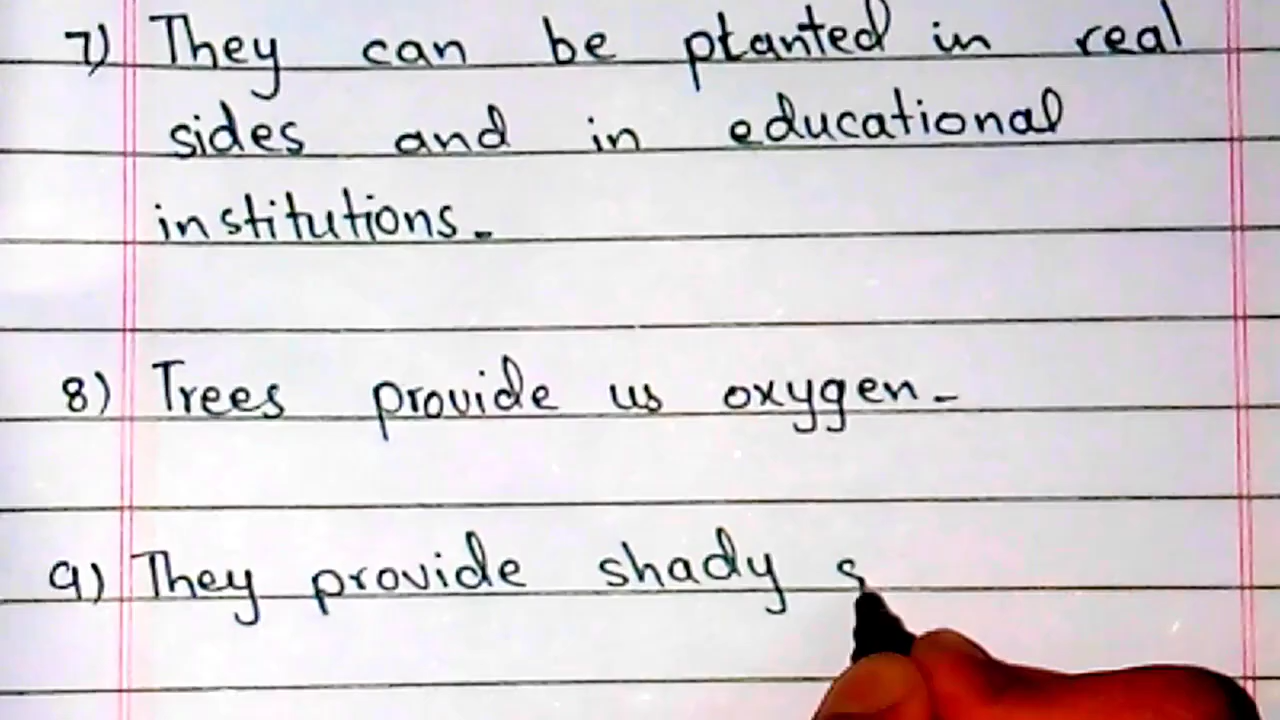 7) They can be planted in real
sides and in educational
institutions.
8) Trees provide us oxygen.
9) They provide shady s